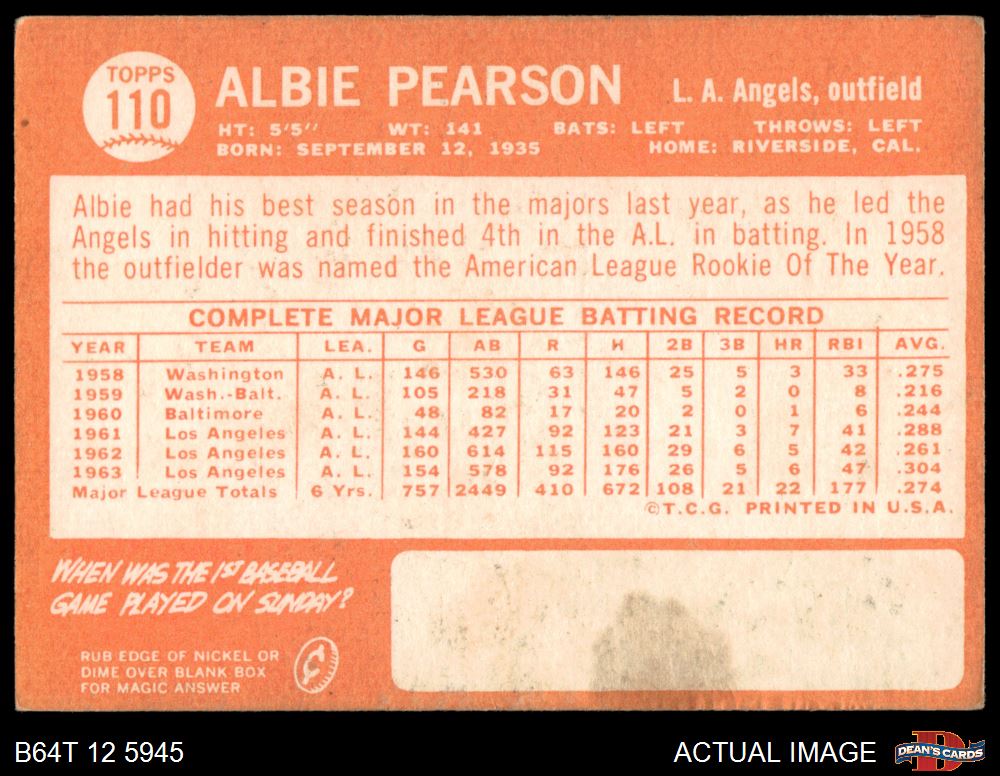 TOPPS
110
ALBIE PEARSON
L. A. Angels, outfield
HT: 5'5" WT: 141 BATS: LEFT THROWS: LEFT
BORN: SEPTEMBER 12, 1935 HOME: RIVERSIDE, CAL.
Albie had his best season in the majors last year, as he led the
Angels in hitting and finished 4th in the A.L. in batting. In 1958
the outfielder was named the American League Rookie Of The Year.
COMPLETE MAJOR LEAGUE BATTING RECORD
YEAR TEAM LEA. G AB R H 2B 3B HR RBI AVG.
1958 Washington A. L. 146 530 63 146 25 5 3 33 .275
1959 Wash.-Balt. A. L. 105 218 31 47 5 2 0 8 .216
1960 Baltimore A. L. 48 82 17 20 2 0 1 6 .244
1961 Los Angeles A. L. 144 427 92 123 21 3 7 41 .288
1962 Los Angeles A. L. 160 614 115 160 29 6 5 42 .261
1963 Los Angeles A. L. 154 578 92 176 26 5 6 47 .304
Major League Totals 6 Yrs. 757 2449 410 672 108 21 22 177 .274
©T.C.G. PRINTED IN U.S.A.
WHEN WAS THE 1ST BASEBALL
GAME PLAYED ON SUNDAY?
RUB EDGE OF NICKEL OR
DIME OVER BLANK BOX
FOR MAGIC ANSWER
B64T 12 5945
ACTUAL IMAGE
DEAN'S CARDS